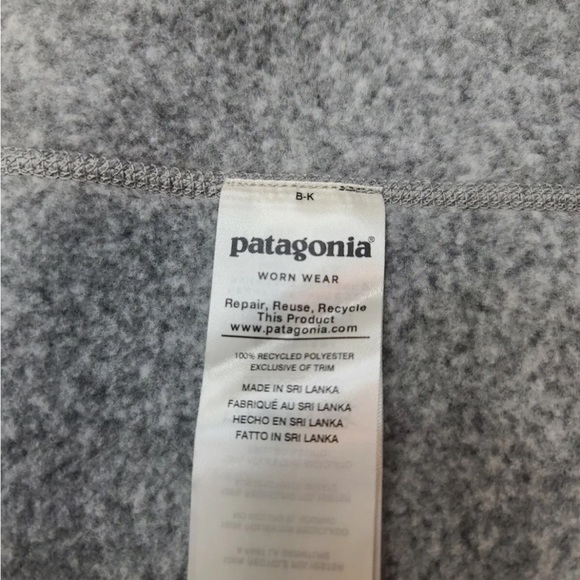 B-K
patagonia®
WORN WEAR
Repair, Reuse, Recycle
This Product
www.patagonia.com
100% RECYCLED POLYESTER
EXCLUSIVE OF TRIM
MADE IN SRI LANKA
FABRIQUÉ AU SRI LANKA
HECHO EN SRI LANKA
FATTO IN SRI LANKA